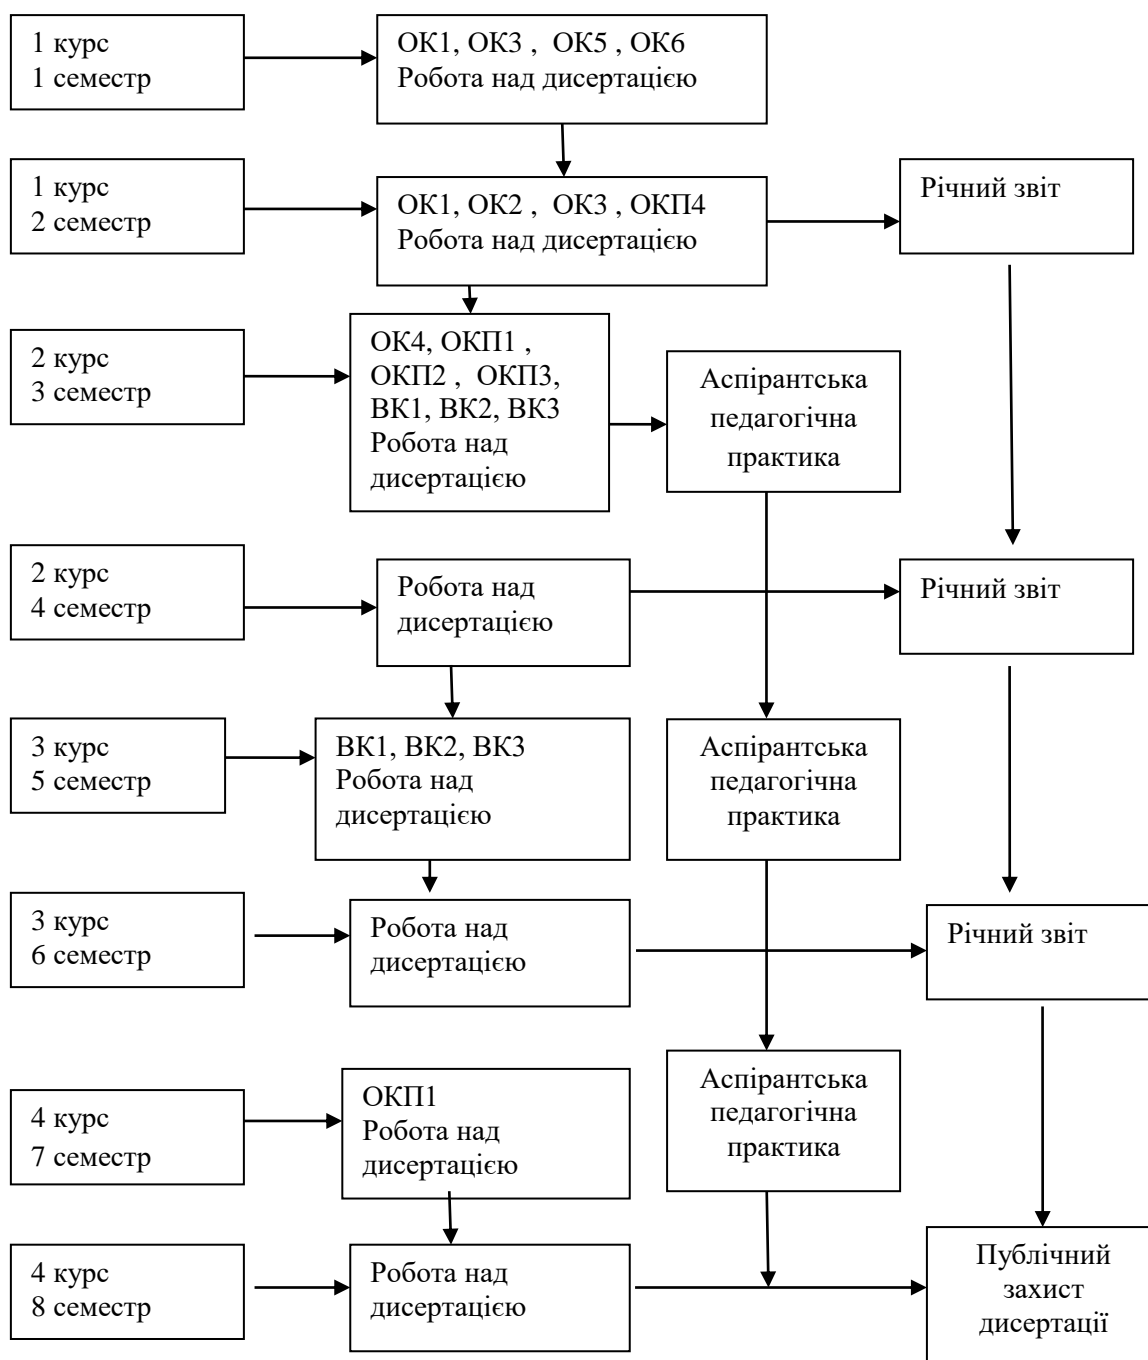 1 курс
1 семестр
ОК1, ОК3 , ОК5 , ОК6
Робота над дисертацією
1 курс
2 семестр
ОК1, ОК2 , ОК3 , ОКП4
Робота над дисертацією
Річний звіт
2 курс
3 семестр
ОК4, ОКП1 ,
ОКП2 , ОКП3,
ВК1, ВК2, ВК3
Робота над
дисертацією
Аспірантська
педагогічна
практика
2 курс
4 семестр
Робота над
дисертацією
Річний звіт
3 курс
5 семестр
ВК1, ВК2, ВК3
Робота над
дисертацією
Аспірантська
педагогічна
практика
3 курс
6 семестр
Робота над
дисертацією
Річний звіт
4 курс
7 семестр
ОКП1
Робота над
дисертацією
Аспірантська
педагогічна
практика
4 курс
8 семестр
Робота над
дисертацією
Публічний
захист
дисертації